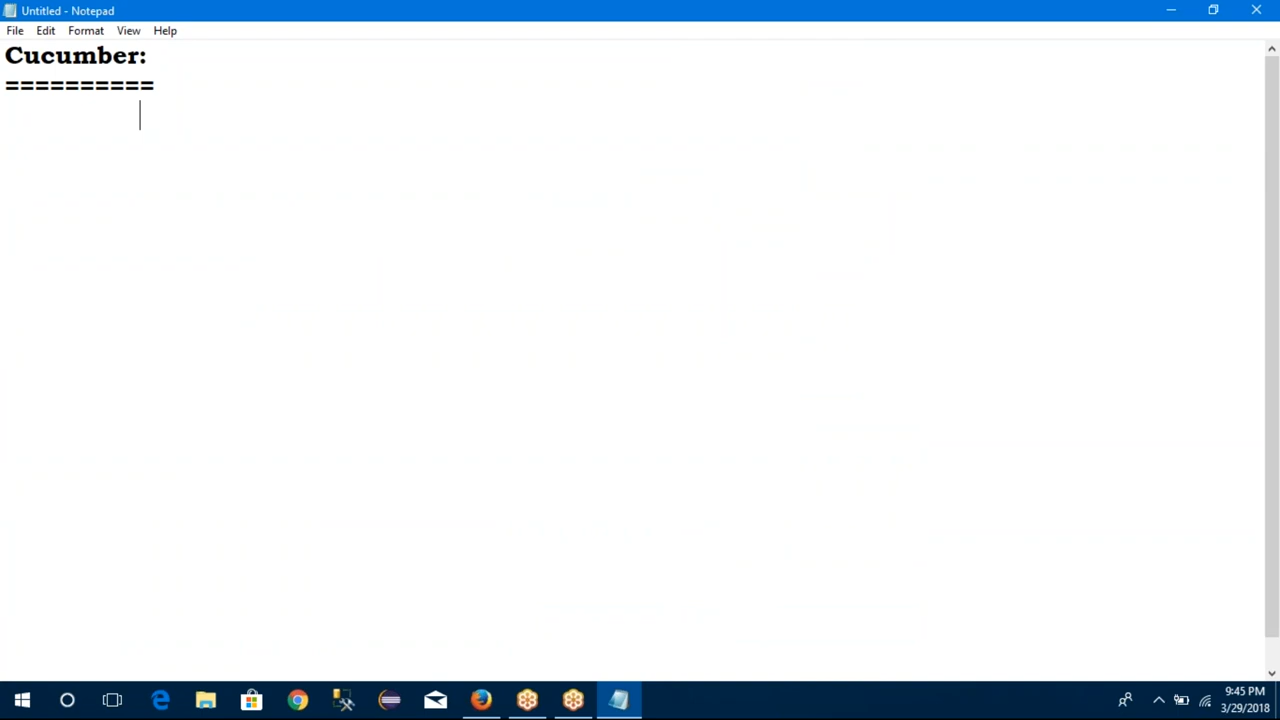 Untitled - Notepad
File Edit Format View Help
Cucumber:
==========
9:45 PM
3/29/2018